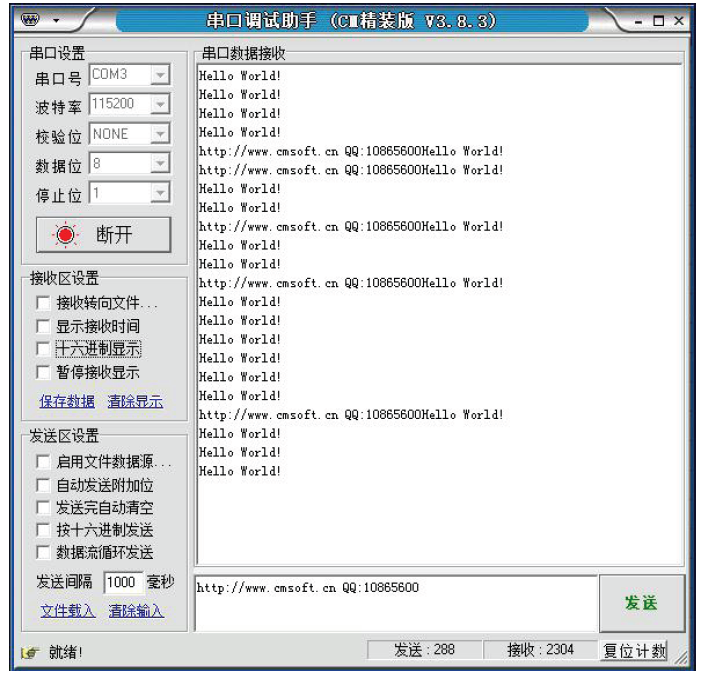 串口调试助手 (CM精装版 V3.8.3)
串口设置
串口号 COM3
波特率 115200
校验位 NONE
数据位 8
停止位 1
断开
接收区设置
接收转向文件...
显示接收时间
十六进制显示
暂停接收显示
保存数据 清除显示
发送区设置
启用文件数据源...
自动发送附加位
发送完自动清空
按十六进制发送
数据流循环发送
发送间隔 1000 毫秒
文件载入 清除输入
串口数据接收
Hello World!
Hello World!
Hello World!
Hello World!
http://www.cmsoft.cn QQ:10865600Hello World!
http://www.cmsoft.cn QQ:10865600Hello World!
Hello World!
Hello World!
http://www.cmsoft.cn QQ:10865600Hello World!
Hello World!
Hello World!
http://www.cmsoft.cn QQ:10865600Hello World!
Hello World!
Hello World!
Hello World!
Hello World!
Hello World!
Hello World!
http://www.cmsoft.cn QQ:10865600Hello World!
Hello World!
Hello World!
Hello World!
http://www.cmsoft.cn QQ:10865600
发送
就绪!
发送:288
接收:2304
复位计数